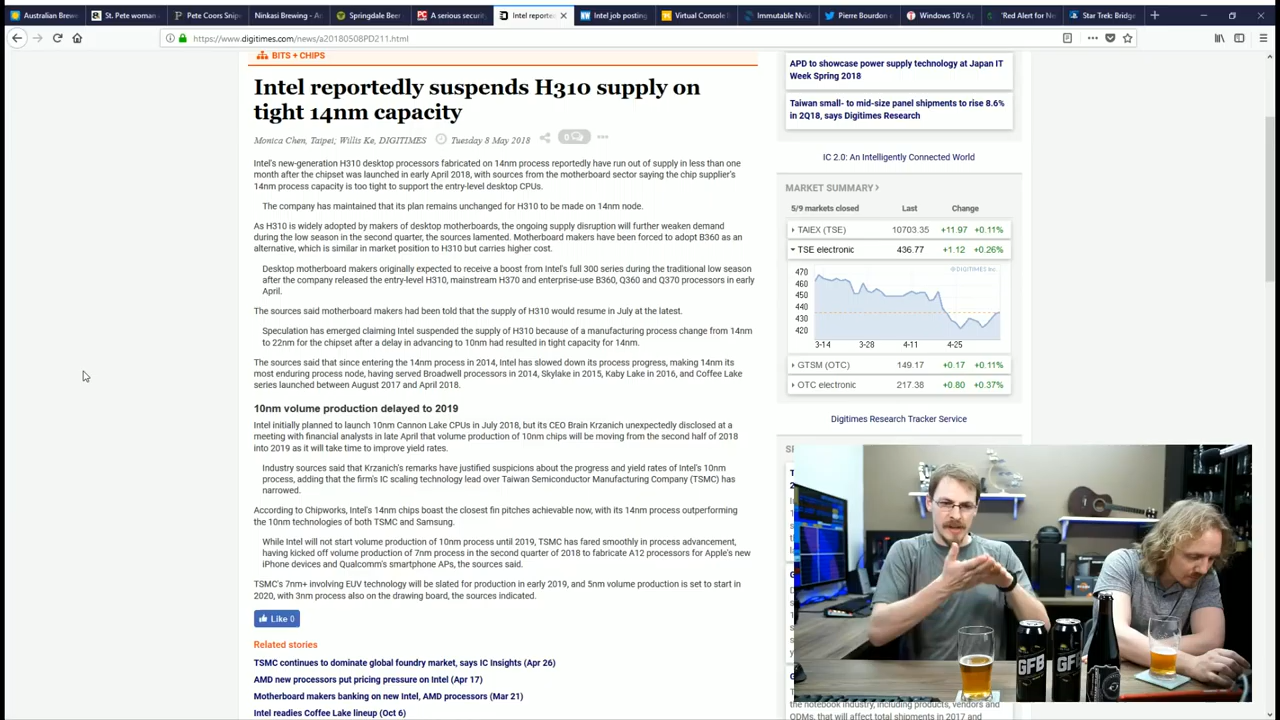 Australian Brew
St. Pete woman
Pete Coors Snipe
Ninkasi Brewing - A
Springdale Beer
A serious security
Intel reporte
Intel job posting
Virtual Console
Immutable Nvid
Pierre Bourdon
Windows 10's Ap
'Red Alert for Ne
Star Trek: Bridge
https://www.digitimes.com/news/a20180508PD211.html
BITS + CHIPS
Intel reportedly suspends H310 supply on
tight 14nm capacity
Monica Chen, Taipei; Willis Ke, DIGITIMES Tuesday 8 May 2018 0
Intel's new-generation H310 desktop processors fabricated on 14nm process reportedly have run out of supply in less than one
month after the chipset was launched in early April 2018, with sources from the motherboard sector saying the chip supplier's
14nm process capacity is too tight to support the entry-level desktop CPUs.
The company has maintained that its plan remains unchanged for H310 to be made on 14nm node.
As H310 is widely adopted by makers of desktop motherboards, the ongoing supply disruption will further weaken demand
during the low season in the second quarter, the sources lamented. Motherboard makers have been forced to adopt B360 as an
alternative, which is similar in market position to H310 but carries higher cost.
Desktop motherboard makers originally expected to receive a boost from Intel's full 300 series during the traditional low season
after the company released the entry-level H310, mainstream H370 and enterprise-use B360, Q360 and Q370 processors in early
April.
The sources said motherboard makers had been told that the supply of H310 would resume in July at the latest.
Speculation has emerged claiming Intel suspended the supply of H310 because of a manufacturing process change from 14nm
to 22nm for the chipset after a delay in advancing to 10nm had resulted in tight capacity for 14nm.
The sources said that since entering the 14nm process in 2014, Intel has slowed down its process progress, making 14nm its
most enduring process node, having served Broadwell processors in 2014, Skylake in 2015, Kaby Lake in 2016, and Coffee Lake
series launched between August 2017 and April 2018.
10nm volume production delayed to 2019
Intel initially planned to launch 10nm Cannon Lake CPUs in July 2018, but its CEO Brain Krzanich unexpectedly disclosed at a
meeting with financial analysts in late April that volume production of 10nm chips will be moving from the second half of 2018
into 2019 as it will take time to improve yield rates.
Industry sources said that Krzanich's remarks have justified suspicions about the progress and yield rates of Intel's 10nm
process, adding that the firm's IC scaling technology lead over Taiwan Semiconductor Manufacturing Company (TSMC) has
narrowed.
According to Chipworks, Intel's 14nm chips boast the closest fin pitches achievable now, with its 14nm process outperforming
the 10nm technologies of both TSMC and Samsung.
While Intel will not start volume production of 10nm process until 2019, TSMC has fared smoothly in process advancement,
having kicked off volume production of 7nm process in the second quarter of 2018 to fabricate A12 processors for Apple's new
iPhone devices and Qualcomm's smartphone APs, the sources said.
TSMC's 7nm+ involving EUV technology will be slated for production in early 2019, and 5nm volume production is set to start in
2020, with 3nm process also on the drawing board, the sources indicated.
Like 0
Related stories
TSMC continues to dominate global foundry market, says IC Insights (Apr 26)
AMD new processors put pricing pressure on Intel (Apr 17)
Motherboard makers banking on new Intel, AMD processors (Mar 21)
Intel readies Coffee Lake lineup (Oct 6)
APD to showcase power supply technology at Japan IT
Week Spring 2018
Taiwan small- to mid-size panel shipments to rise 8.6%
in 2Q18, says Digitimes Research
IC 2.0: An Intelligently Connected World
MARKET SUMMARY
5/9 markets closed Last Change
TAIEX (TSE) 10703.35 +11.97 +0.11%
TSE electronic 436.77 +1.12 +0.26%
©DIGITIMES Inc.
470
460
450
440
430
420
3-14 3-28 4-11 4-25
GTSM (OTC) 149.17 +0.17 +0.11%
OTC electronic 217.38 +0.80 +0.37%
Digitimes Research Tracker Service
GFB
GFB
the notebook industry, including products, vendors and
ODMs, that will affect total shipments in 2017 and